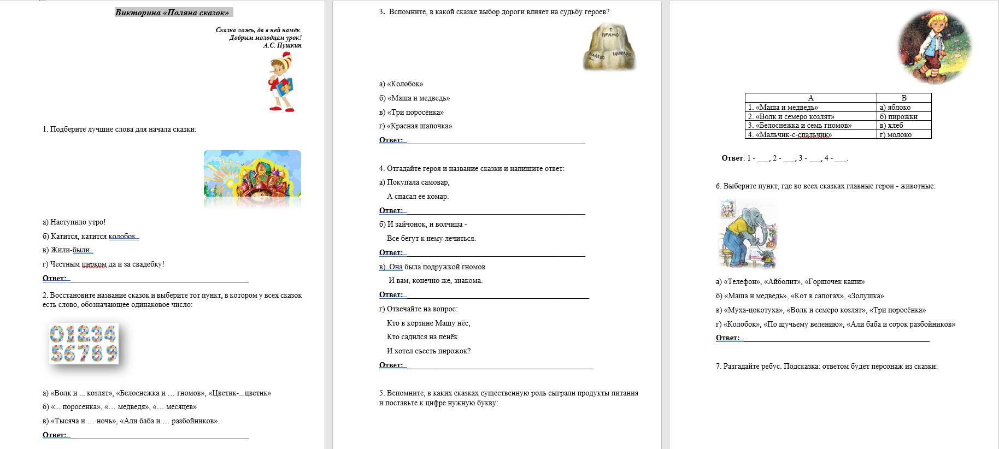 Викторина «Поляна сказок»
Сказка ложь, да в ней намёк.
Добрым молодцам урок!
А.С. Пушкин
1. Подберите лучшие слова для начала сказки:
а) Наступило утро!
б) Катится, катится колобок
в) Жили-были
г) Честным пирком да и за свадебку!
Ответ: _______________________________________________
2. Восстановите название сказок и выберите тот пункт, в котором у всех сказок
есть слово, обозначающее одинаковое число:
01234
56789
а) «Волк и ... козлят», «Белоснежка и … гномов», «Цветик-...цветик»
б) «... поросенка», «… медведя», «… месяцев»
в) «Тысяча и … ночь», «Али баба и … разбойников».
Ответ: _______________________________________________
3. Вспомните, в какой сказке выбор дороги влияет на судьбу героев?
ПРЯМО
НАЛЕВО НАПРАВО
а) «Колобок»
б) «Маша и медведь»
в) «Три поросёнка»
г) «Красная шапочка»
Ответ: _______________________________________________
4. Отгадайте героя и название сказки и напишите ответ:
а) Покупала самовар,
А спасал ее комар.
Ответ: _______________________________________________
б) И зайчонок, и волчица -
Все бегут к нему лечиться.
Ответ: _______________________________________________
в) Она была подружкой гномов
И вам, конечно же, знакома.
Ответ: ________________________________________________
г) Отвечайте на вопрос:
Кто в корзине Машу нёс,
Кто садился на пенёк
И хотел съесть пирожок?
Ответ: _________________________________________________
5. Вспомните, в каких сказках существенную роль сыграли продукты питания
и поставьте к цифре нужную букву:
А В
1. «Маша и медведь» а) яблоко
2. «Волк и семеро козлят» б) пирожки
3. «Белоснежка и семь гномов» в) хлеб
4. «Мальчик-с-спальчик» г) молоко
Ответ: 1 - ___, 2 - ___, 3 - ___, 4 - ___.
6. Выберите пункт, где во всех сказках главные герои - животные:
а) «Телефон», «Айболит», «Горшочек каши»
б) «Маша и медведь», «Кот в сапогах», «Золушка»
в) «Муха-цокотуха», «Волк и семеро козлят», «Три поросёнка»
г) «Колобок», «По щучьему велению», «Али баба и сорок разбойников»
Ответ: _________________________________________________
7. Разгадайте ребус. Подсказка: ответом будет персонаж из сказки: